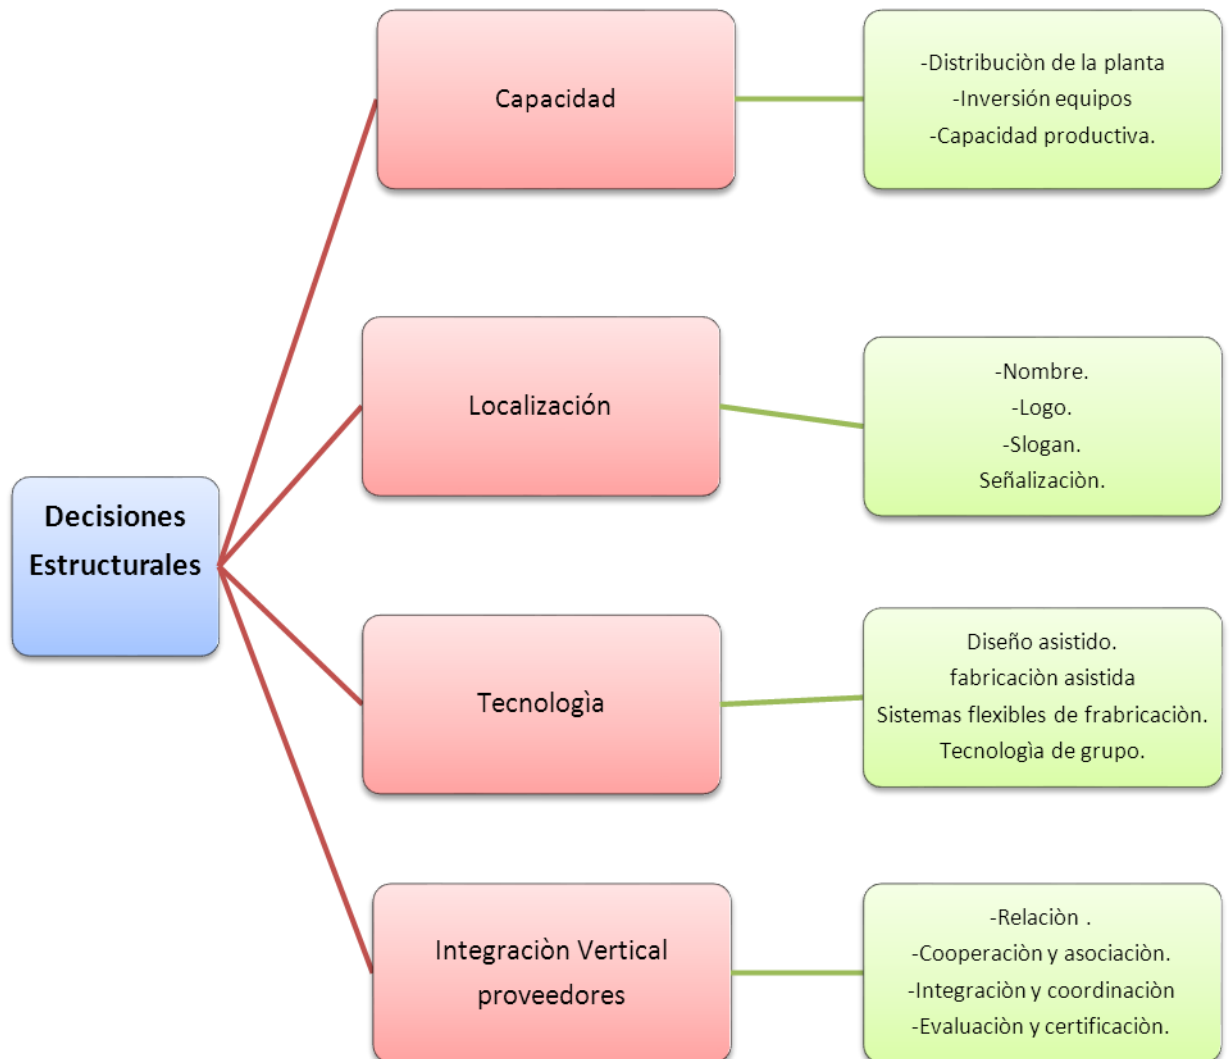 Decisiones
Estructurales
Capacidad
-Distribuciòn de la planta
-Inversión equipos
-Capacidad productiva.
Localización
-Nombre.
-Logo.
-Slogan.
Señalizaciòn.
Tecnologìa
Diseño asistido.
fabricaciòn asistida
Sistemas flexibles de frabricaciòn.
Tecnologìa de grupo.
Integraciòn Vertical
proveedores
-Relaciòn .
-Cooperaciòn y asociaciòn.
-Integraciòn y coordinaciòn
-Evaluaciòn y certificaciòn.